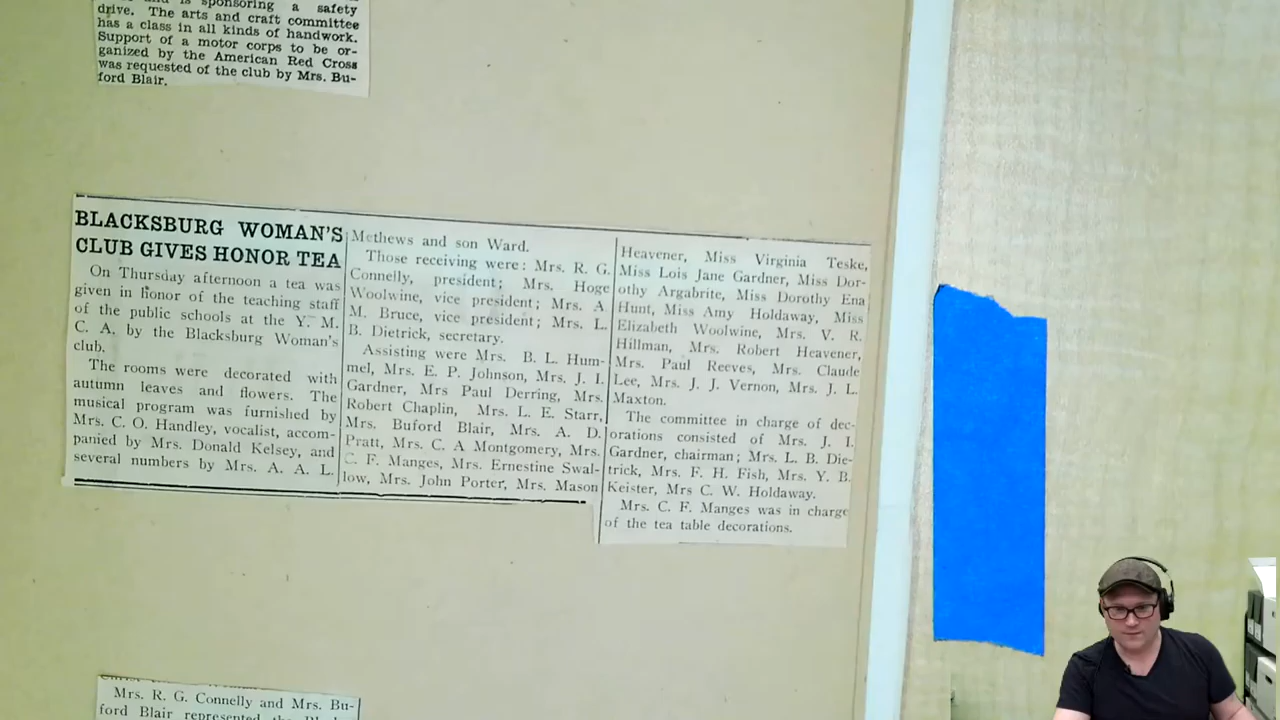 is sponsoring a safety
drive. The arts and craft committee
has a class in all kinds of handwork.
Support of a motor corps to be or-
ganized by the American Red Cross
was requested of the club by Mrs. Bu-
ford Blair.
BLACKSBURG WOMAN'S
CLUB GIVES HONOR TEA
On Thursday afternoon a tea was
given in honor of the teaching staff
of the public schools at the Y. M.
C. A. by the Blacksburg Woman's
club.
The rooms were decorated with
autumn leaves and flowers. The
musical program was furnished by
Mrs. C. O. Handley, vocalist, accom-
panied by Mrs. Donald Kelsey, and
several numbers by Mrs. A. A. L.
Methews and son Ward.
Those receiving were: Mrs. R. G.
Connelly, president; Mrs. Hoge
Woolwine, vice president; Mrs. A
M. Bruce, vice president; Mrs. L.
B. Dietrick, secretary.
Assisting were Mrs. B. L. Hum-
mel, Mrs. E. P. Johnson, Mrs. J. I.
Gardner, Mrs Paul Derring, Mrs.
Robert Chaplin, Mrs. L. E. Starr,
Mrs. Buford Blair, Mrs. A. D.
Pratt, Mrs. C. A Montgomery, Mrs.
C. F. Manges, Mrs. Ernestine Swal-
low, Mrs. John Porter, Mrs. Mason
Heavener, Miss Virginia Teske,
Miss Lois Jane Gardner, Miss Dor-
othy Argabrite, Miss Dorothy Ena
Hunt, Miss Amy Holdaway, Miss
Elizabeth Woolwine, Mrs. V. R.
Hillman, Mrs. Robert Heavener,
Mrs. Paul Reeves, Mrs. Claude
Lee, Mrs. J. J. Vernon, Mrs. J. L.
Maxton.
The committee in charge of dec-
orations consisted of Mrs. J. I.
Gardner, chairman; Mrs. L. B. Die-
trick, Mrs. F. H. Fish, Mrs. Y. B.
Keister, Mrs C. W. Holdaway.
Mrs. C. F. Manges was in charge
of the tea table decorations.
Mrs. R. G. Connelly and Mrs. Bu-
ford Blair represented the